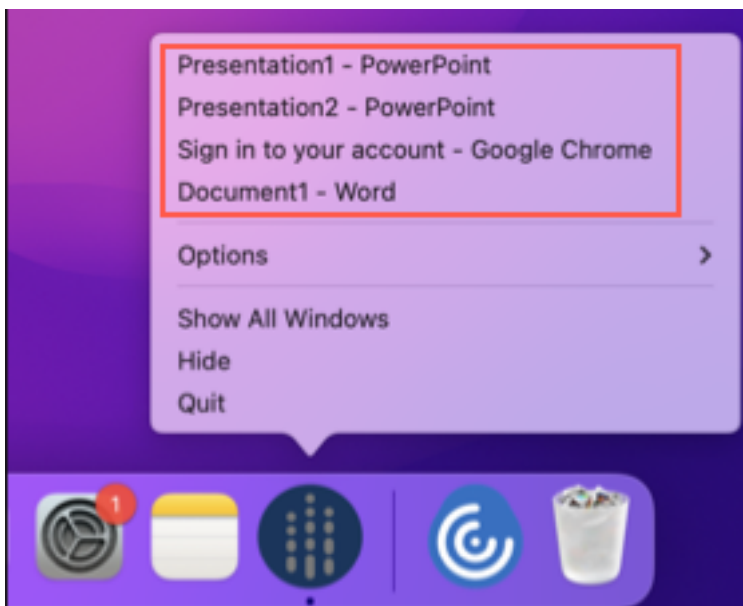 Presentation1 - PowerPoint
Presentation2 - PowerPoint
Sign in to your account - Google Chrome
Document1 - Word
Options
Show All Windows
Hide
Quit
1